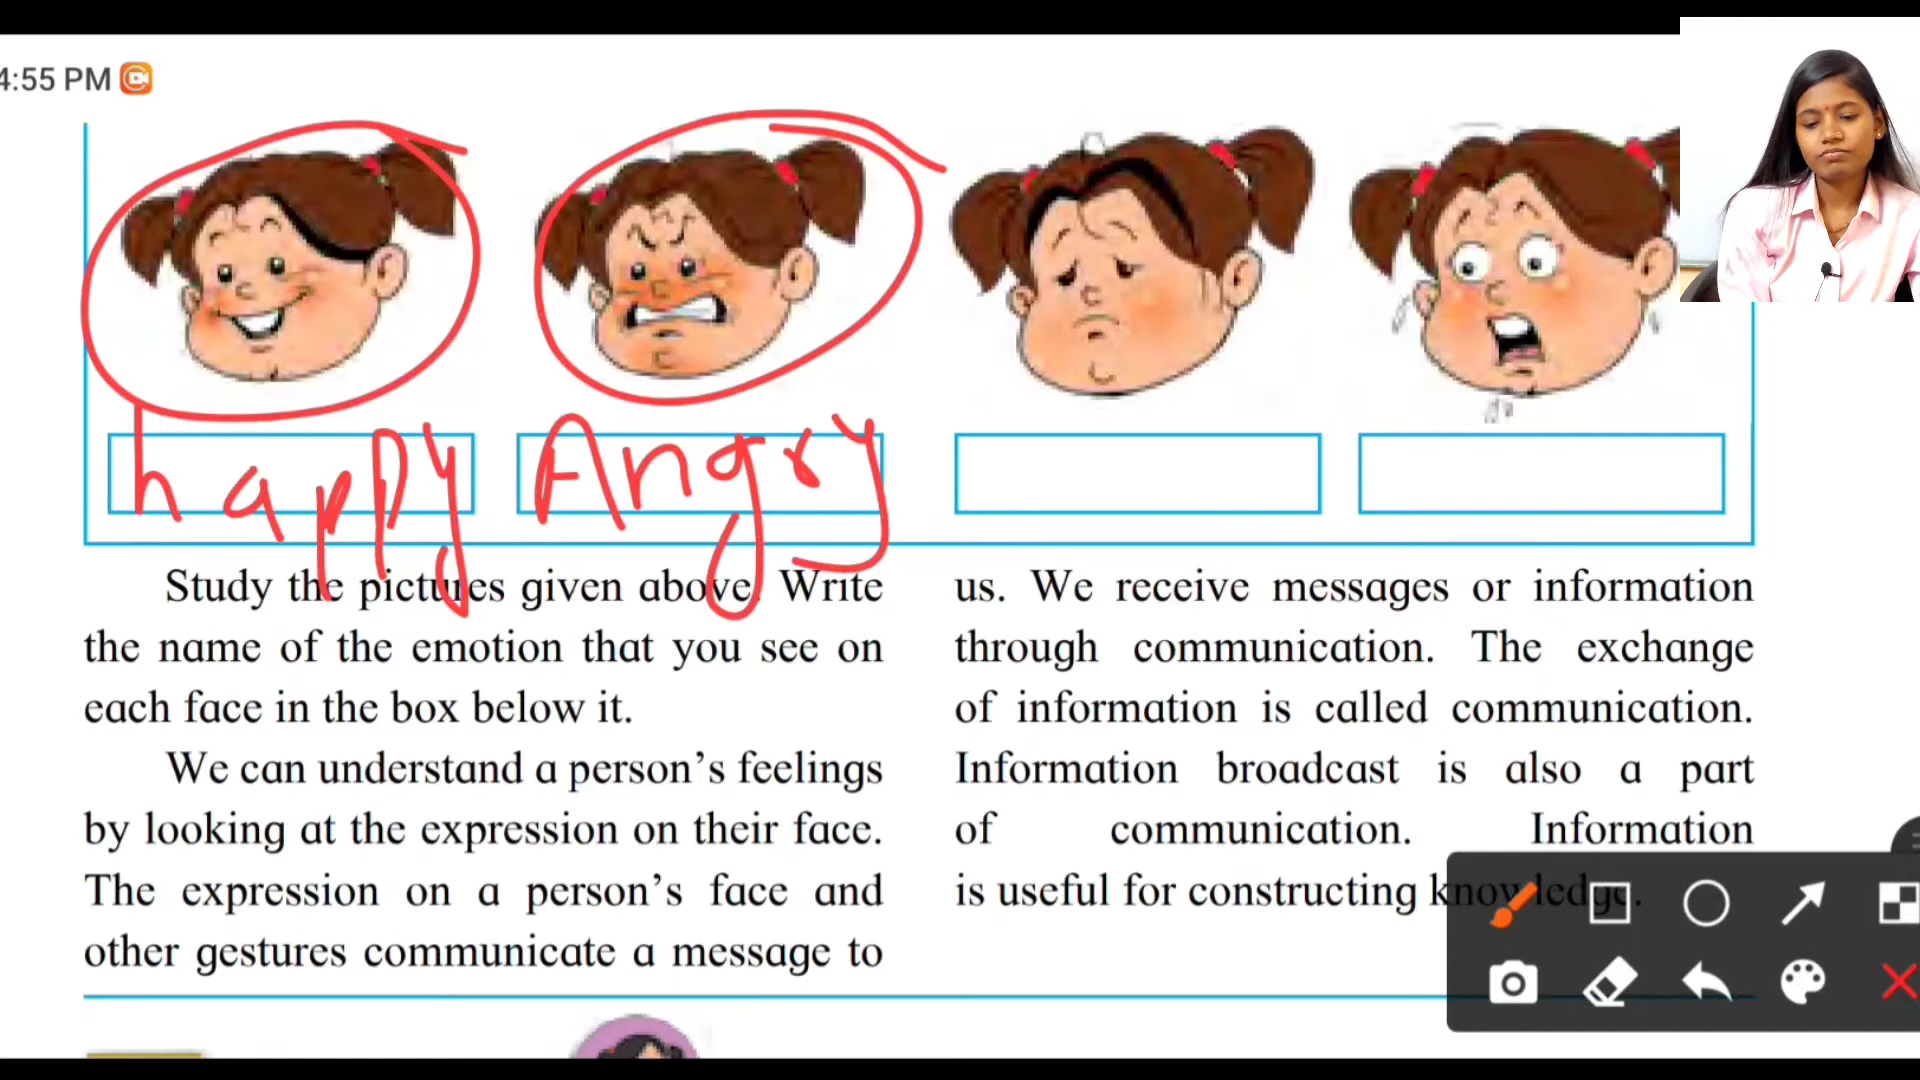 4:55 PM
happy Angry
Study the pictures given above. Write
the name of the emotion that you see on
each face in the box below it.
We can understand a person's feelings
by looking at the expression on their face.
The expression on a person's face and
other gestures communicate a message to
us. We receive messages or information
through communication. The exchange
of information is called communication.
Information broadcast is also a part
of communication. Information
is useful for constructing knowledge.